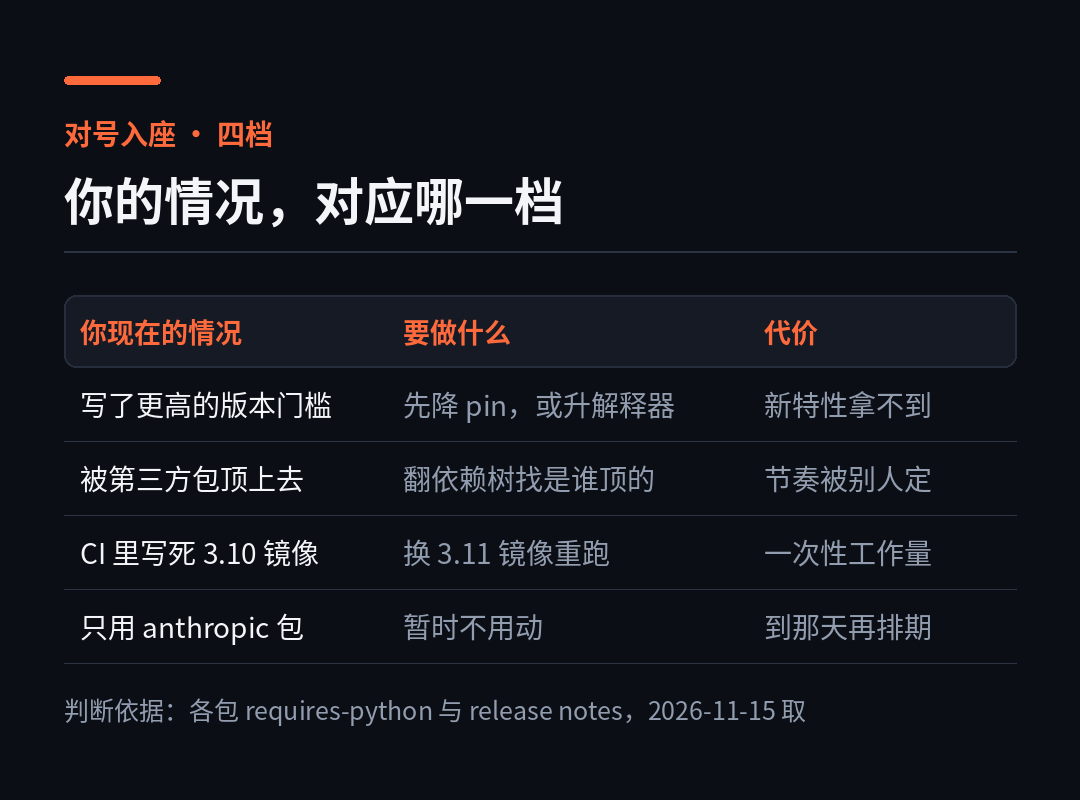 对号入座 · 四档
你的情况，对应哪一档
你现在的情况 要做什么 代价
写了更高的版本门槛 先降 pin，或升解释器 新特性拿不到
被第三方包顶上去 翻依赖树找是谁顶的 节奏被别人定
CI 里写死 3.10 镜像 换 3.11 镜像重跑 一次性工作量
只用 anthropic 包 暂时不用动 到那天再排期
判断依据：各包 requires-python 与 release notes，2026-11-15 取